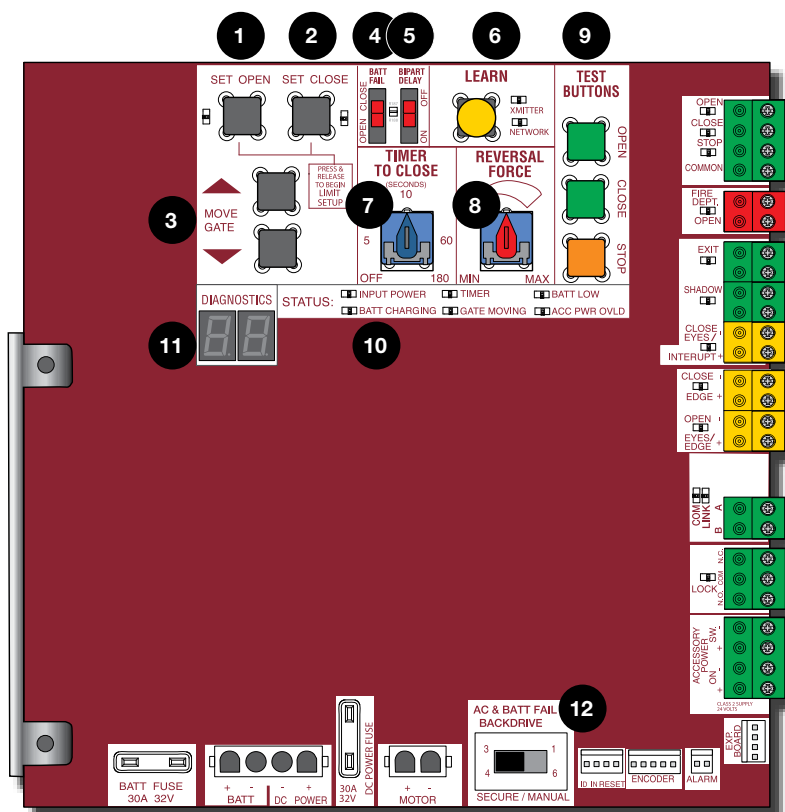 1
2
4
5
6
9
SET OPEN
SET CLOSE
BATT
FAIL
OPEN CLOSE
BIPART
DELAY
ON OFF
LEARN
XMITTER
NETWORK
TEST
BUTTONS
OPEN
CLOSE
STOP
PRESS &
RELEASE
TO BEGIN
LIMIT
SETUP
3
MOVE
GATE
TIMER
TO CLOSE
(SECONDS)
10
7
5
60
OFF
180
REVERSAL
FORCE
8
MIN
MAX
DIAGNOSTICS
11
STATUS:
INPUT POWER
TIMER
BATT LOW
BATT CHARGING
GATE MOVING
ACC PWR OVLD
10
OPEN
CLOSE
STOP
COMMON
FIRE
DEPT.
OPEN
EXIT
SHADOW
CLOSE
EYES/ -
INTERUPT +
CLOSE -
EDGE +
OPEN -
EYES/
EDGE +
COM
LINK
A
B
LOCK
N.C.
COM
N.O.
ACCESSORY
POWER
ON
SW.
- +
- +
CLASS 2 SUPPLY
24 VOLTS
EXP.
BOARD
BATT FUSE
30A 32V
+ - - +
BATT
DC POWER
DC POWER FUSE
30A
32V
+ -
MOTOR
AC & BATT FAIL
BACKDRIVE
12
3
4
1
6
SECURE / MANUAL
ID IN RESET
ENCODER
ALARM